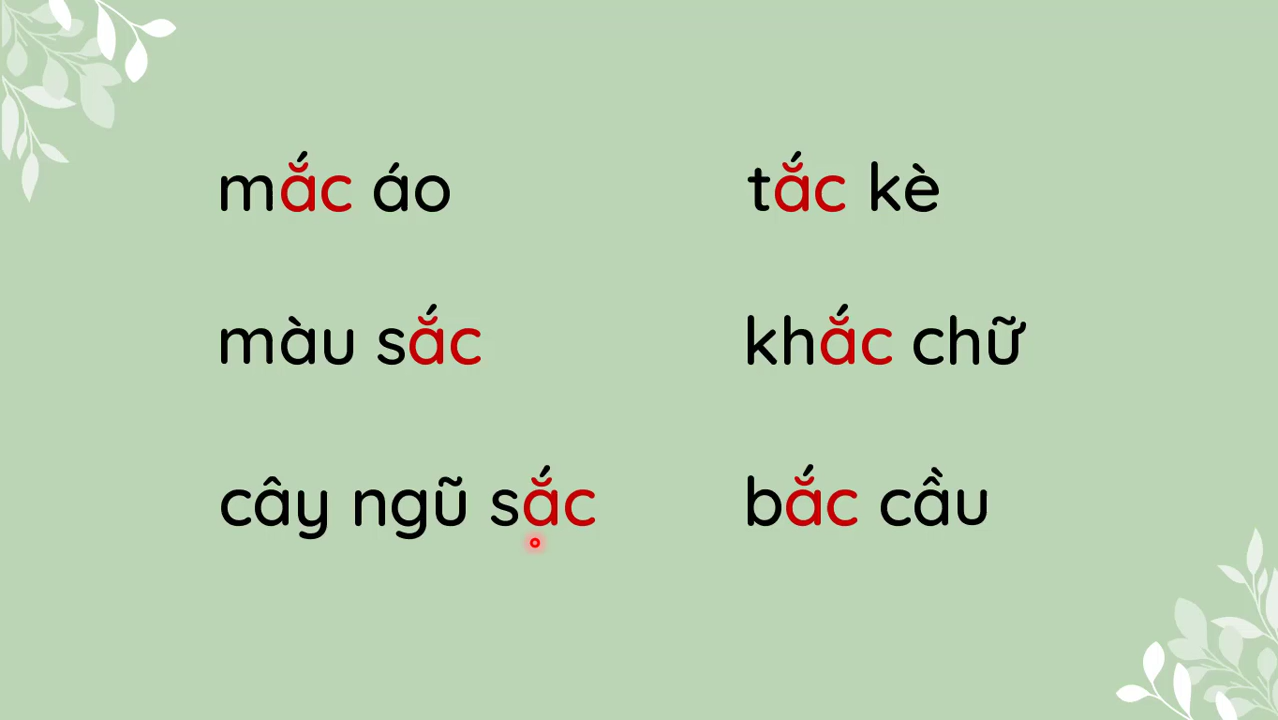 mắc áo
tắc kè
màu sắc
khắc chữ
cây ngũ sắc
bắc cầu